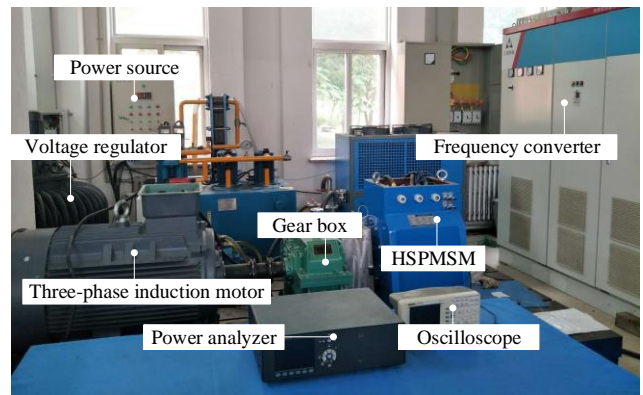 Power source
Voltage regulator
Frequency converter
Gear box
HSPMSM
Three-phase induction motor
Power analyzer
Oscilloscope